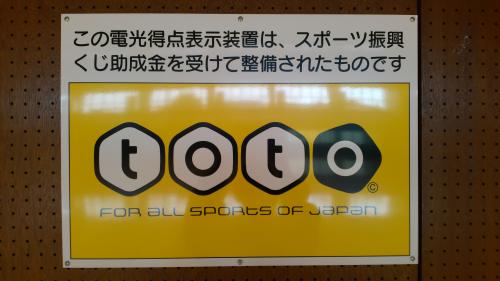 この電光得点表示装置は、スポーツ振興
くじ助成金を受けて整備されたものです
toto
©
FOR ALL SPORTS OF JAPAN